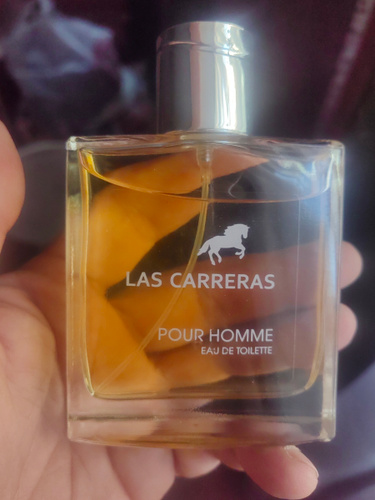 LAS CARRERAS
POUR HOMME
EAU DE TOILETTE